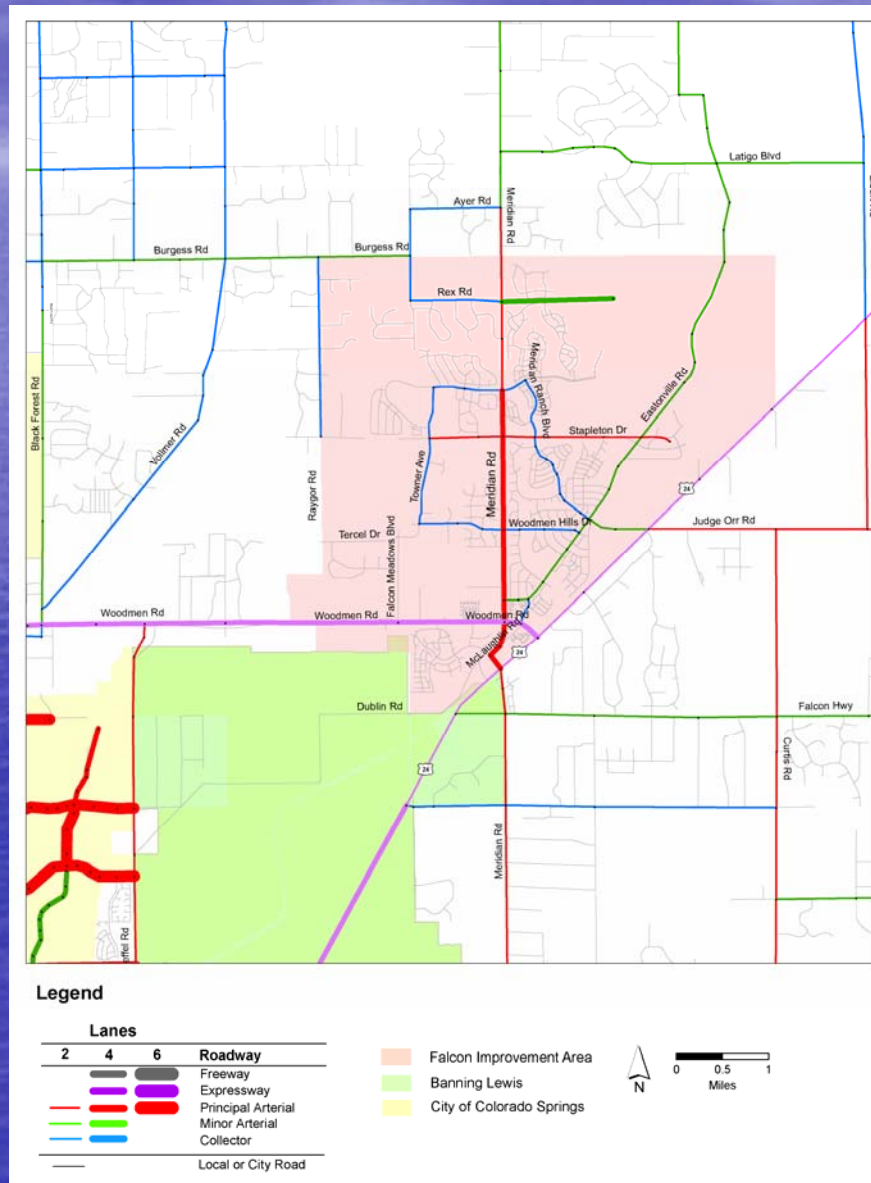 Latigo Blvd
Ayer Rd
Meridian Rd
Burgess Rd
Burgess Rd
Rex Rd
Meridian Ranch Blvd
Black Forest Rd
Vollmer Rd
Eastonville Rd
Stapleton Dr
Towner Ave
Meridian Rd
Raygor Rd
24
Woodmen Hills Dr
Judge Orr Rd
Tercel Dr
Falcon Meadows Blvd
Woodmen Rd
Woodmen Rd
Woodmen Rd
McLaughlin Rd
24
Dublin Rd
Falcon Hwy
24
Curtis Rd
Meridian Rd
effel Rd
Legend
Lanes
2 4 6 Roadway
Freeway
Expressway
Principal Arterial
Minor Arterial
Collector
Local or City Road
Falcon Improvement Area
Banning Lewis
City of Colorado Springs
N
0 0.5 1
Miles